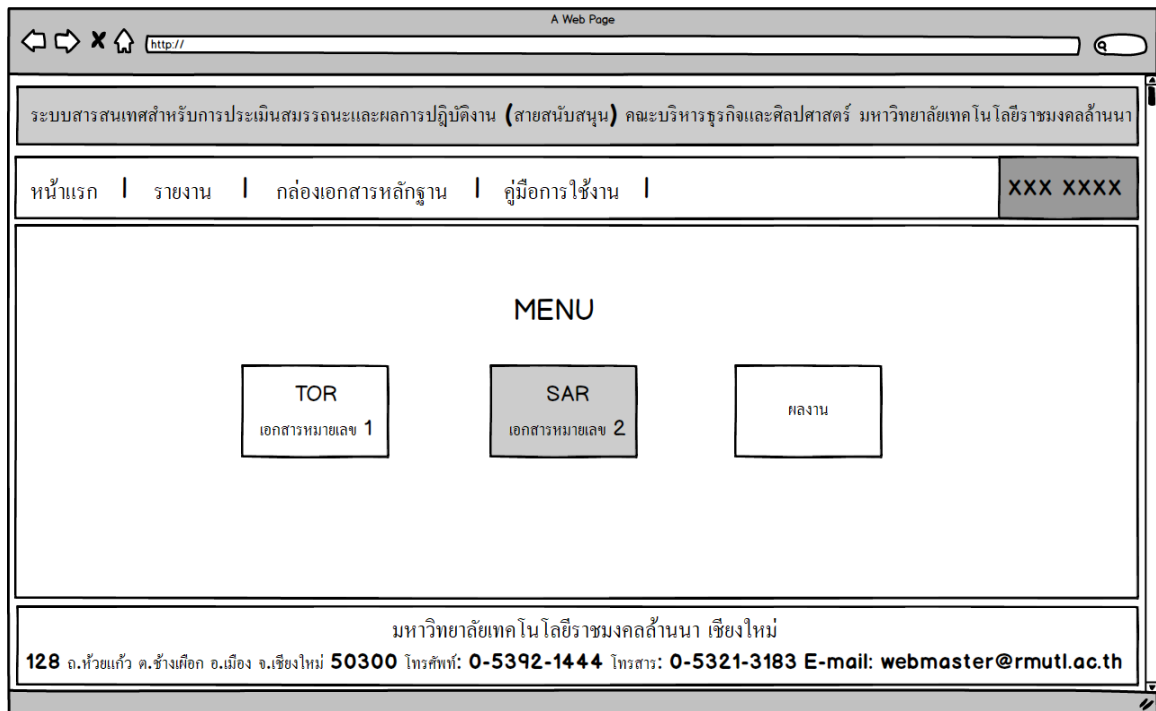 A Web Page
http://
ระบบสารสนเทศสำหรับการประเมินสมรรถนะและผลการปฎิบัติงาน (สายสนับสนุน) คณะบริหารธุรกิจและศิลปศาสตร์ มหาวิทยาลัยเทคโนโลยีราชมงคลล้านนา
หน้าแรก | รายงาน | กล่องเอกสารหลักฐาน | คู่มือการใช้งาน | XXX XXXX
MENU
TOR
เอกสารหมายเลข 1
SAR
เอกสารหมายเลข 2
ผลงาน
มหาวิทยาลัยเทคโนโลยีราชมงคลล้านนา เชียงใหม่
128 ถ.ห้วยแก้ว ต.ช้างเผือก อ.เมือง จ.เชียงใหม่ 50300 โทรศัพท์: 0-5392-1444 โทรสาร: 0-5321-3183 E-mail: webmaster@rmutl.ac.th